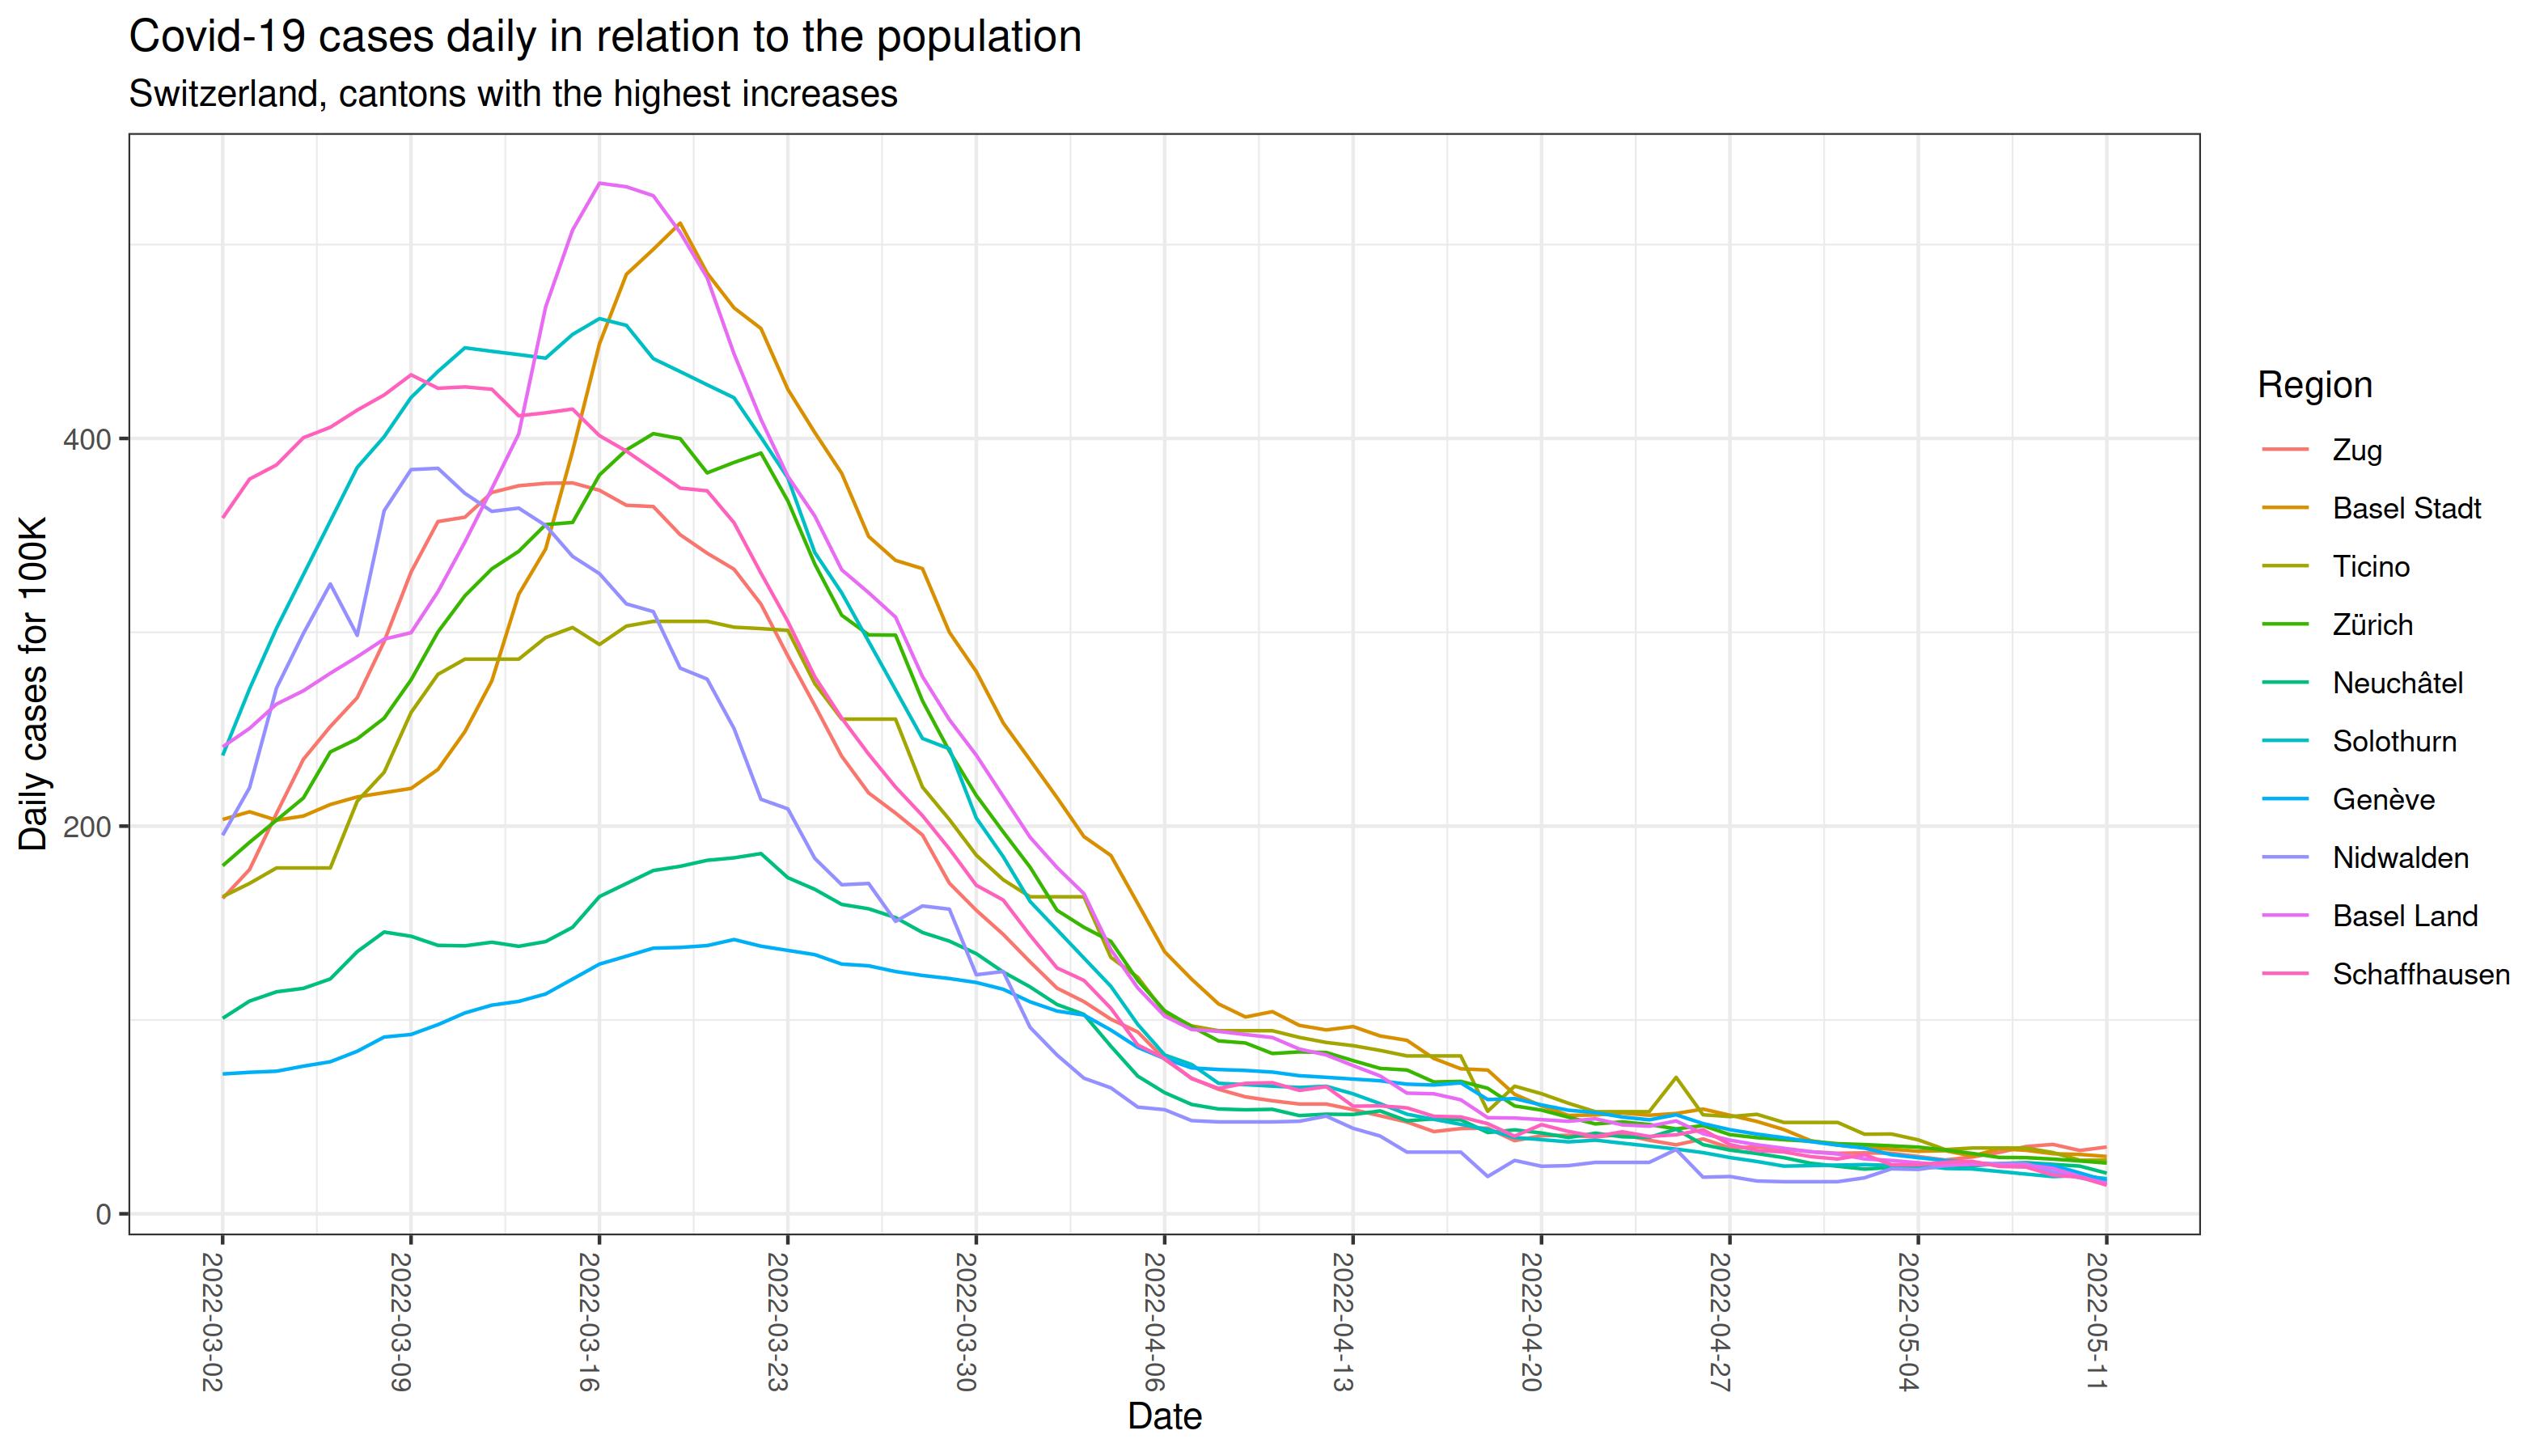 Covid-19 cases daily in relation to the population
Switzerland, cantons with the highest increases
Daily cases for 100K
400
200
0
2022-03-02
2022-03-09
2022-03-16
2022-03-23
2022-03-30
2022-04-06
2022-04-13
2022-04-20
2022-04-27
2022-05-04
2022-05-11
Date
Region
Zug
Basel Stadt
Ticino
Zürich
Neuchâtel
Solothurn
Genève
Nidwalden
Basel Land
Schaffhausen